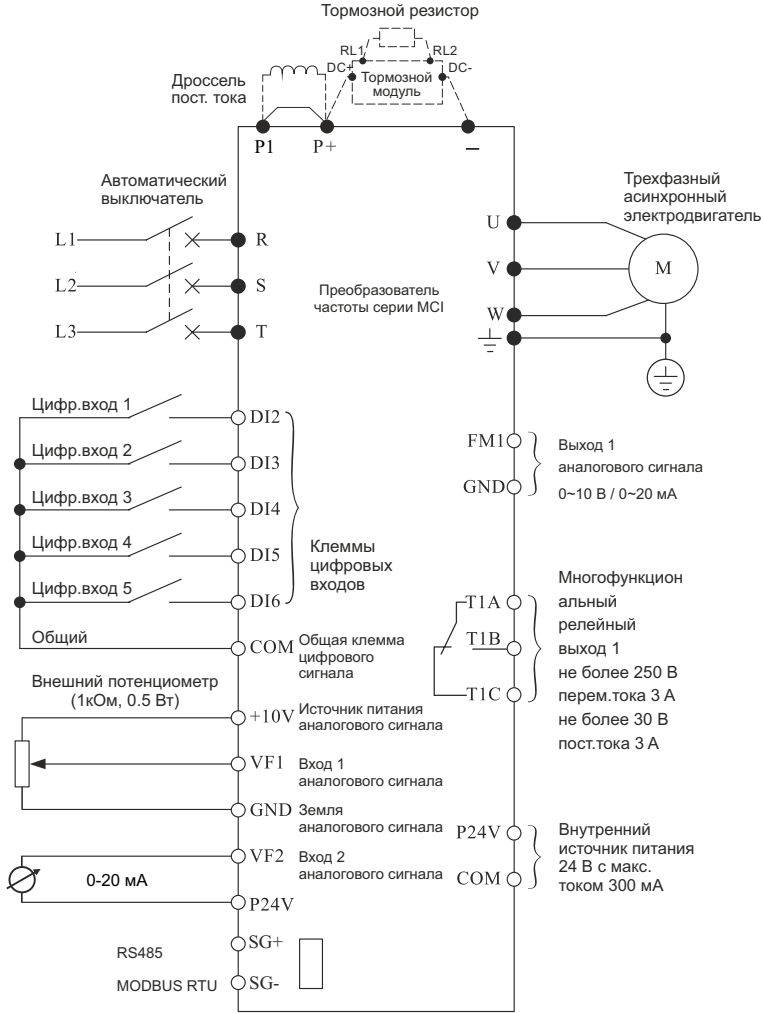 Тормозной резистор
RL1
RL2
DC+
DC-
Тормозной
модуль
Дроссель
пост. тока
P1
P+
–
Автоматический
выключатель
L1
R
L2
S
L3
T
Преобразователь
частоты серии MCI
Трехфазный
асинхронный
электродвигатель
U
V
W
M
Цифр.вход 1
DI2
Цифр.вход 2
DI3
Цифр.вход 3
DI4
Цифр.вход 4
DI5
Цифр.вход 5
DI6
Клеммы
цифровых
входов
Общий
COM
Общая клемма
цифрового
сигнала
Внешний потенциометр
(1кОм, 0.5 Вт)
+10V
Источник питания
аналогового сигнала
VF1
Вход 1
аналогового сигнала
GND
Земля
аналогового сигнала
VF2
Вход 2
аналогового сигнала
0-20 мА
P24V
RS485
SG+
MODBUS RTU
SG-
FM1
GND
Выход 1
аналогового сигнала
0~10 В / 0~20 мА
T1A
T1B
T1C
Многофункцион
альный
релейный
выход 1
не более 250 В
перем.тока 3 А
не более 30 В
пост.тока 3 А
P24V
COM
Внутренний
источник питания
24 В с макс.
током 300 мА